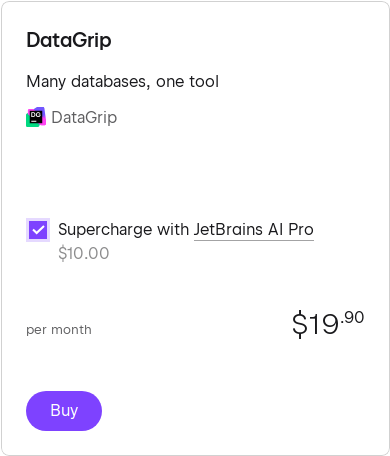 DataGrip
Many databases, one tool
DG DataGrip
Supercharge with JetBrains AI Pro
$10.00
per month $19.90
Buy